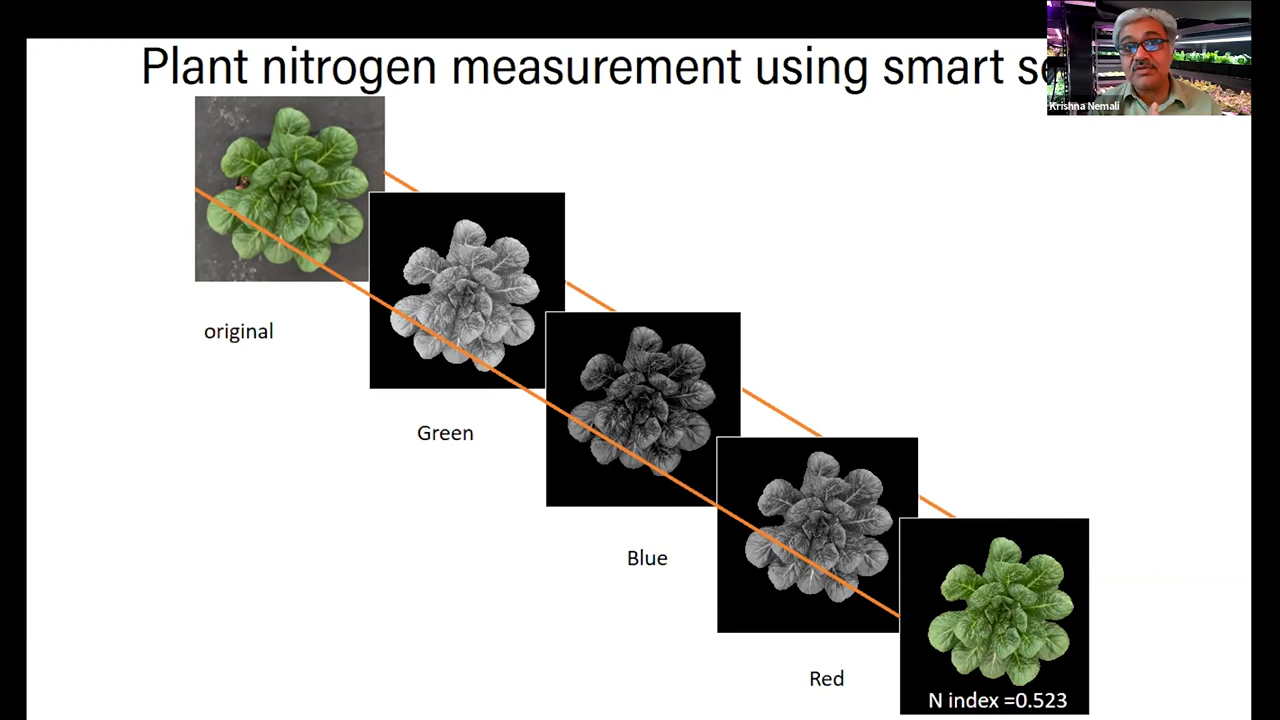 Plant nitrogen measurement using smart
Krishna Nemali
original
Green
Blue
Red
N index =0.523